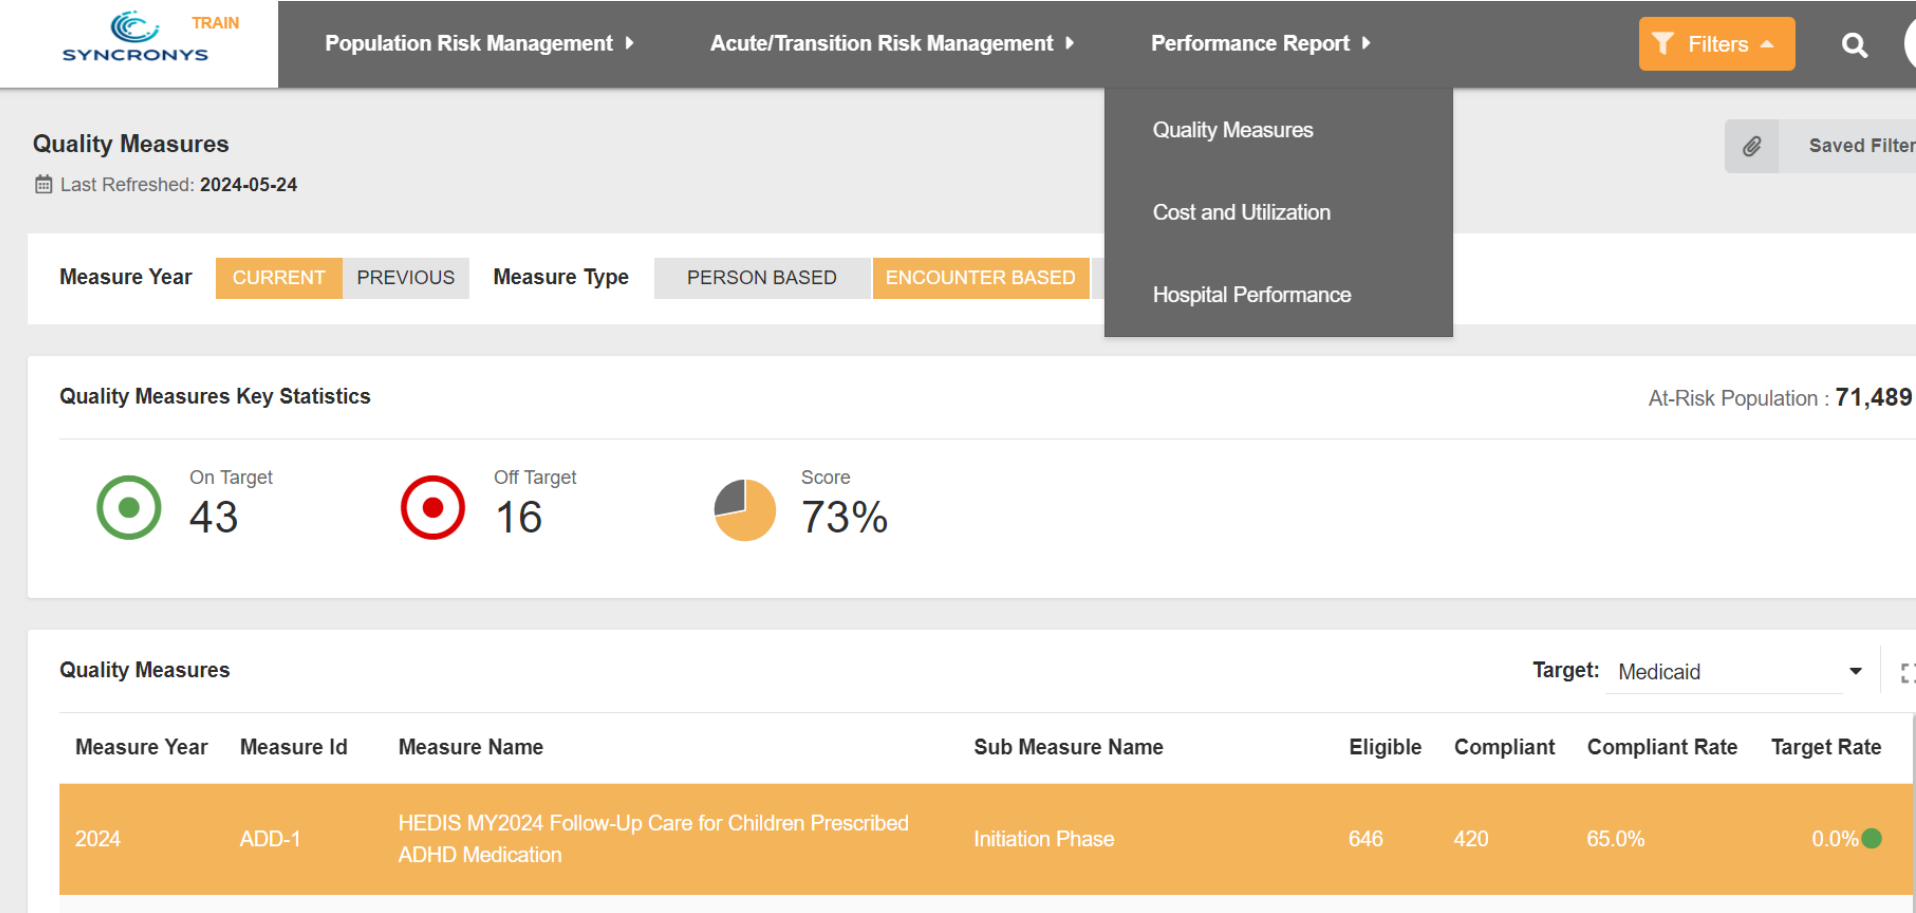 TRAIN
SYNCRONYS
Population Risk Management
Acute/Transition Risk Management
Performance Report
Filters
Quality Measures
Cost and Utilization
Hospital Performance
Quality Measures
Last Refreshed: 2024-05-24
Saved Filter
Measure Year CURRENT PREVIOUS Measure Type PERSON BASED ENCOUNTER BASED
Quality Measures Key Statistics
At-Risk Population : 71,489
On Target
43
Off Target
16
Score
73%
Quality Measures
Target: Medicaid
Measure Year Measure Id Measure Name Sub Measure Name Eligible Compliant Compliant Rate Target Rate
2024 ADD-1 HEDIS MY2024 Follow-Up Care for Children Prescribed
ADHD Medication
Initiation Phase 646 420 65.0% 0.0%